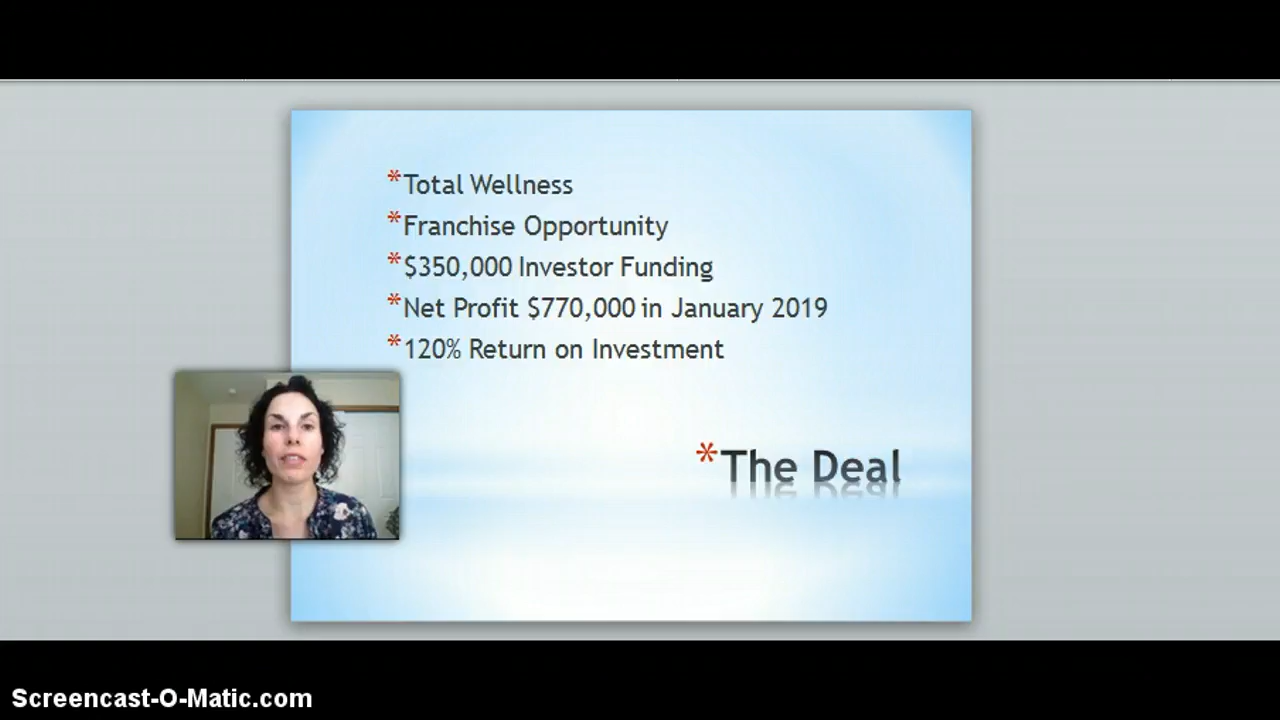 *Total Wellness
*Franchise Opportunity
*$350,000 Investor Funding
*Net Profit $770,000 in January 2019
*120% Return on Investment
*The Deal
Screencast-O-Matic.com